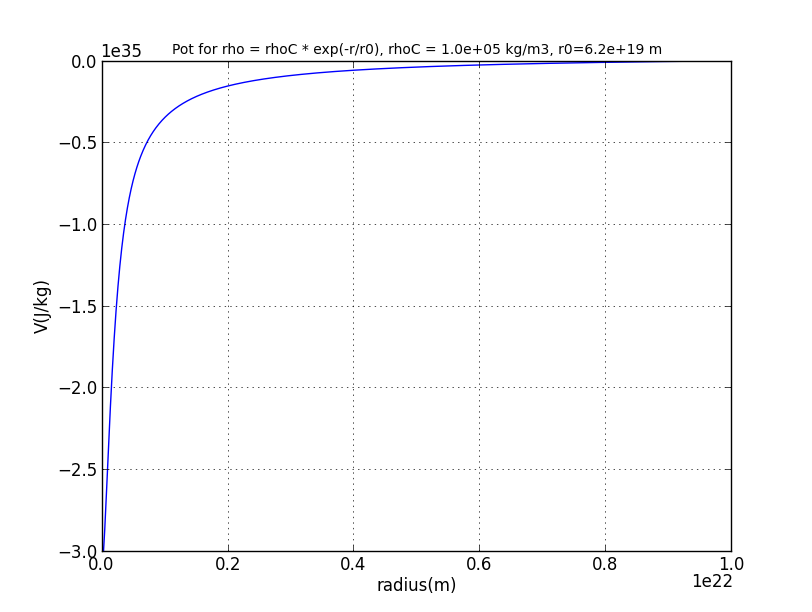 1e35
Pot for rho = rhoC * exp(-r/r0), rhoC = 1.0e+05 kg/m3, r0=6.2e+19 m
0.0
−0.5
−1.0
−1.5
−2.0
−2.5
−3.0
V(J/kg)
0.0 0.2 0.4 0.6 0.8 1.0
radius(m)
1e22